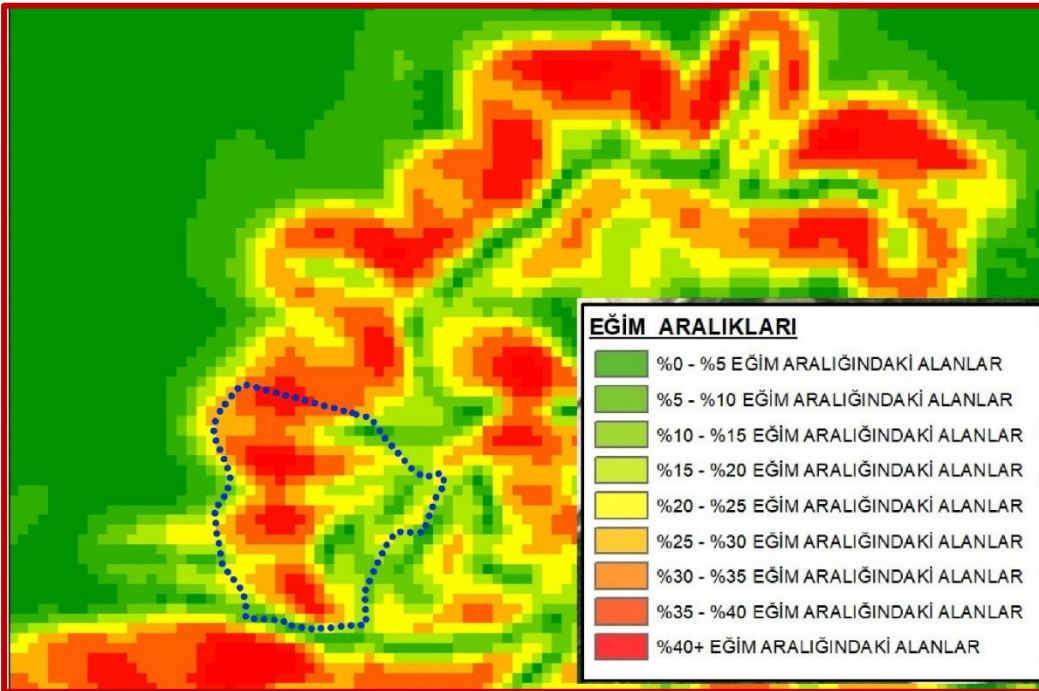 EĞİM ARALIKLARI
%0 - %5 EĞİM ARALIĞINDAKİ ALANLAR
%5 - %10 EĞİM ARALIĞINDAKİ ALANLAR
%10 - %15 EĞİM ARALIĞINDAKİ ALANLAR
%15 - %20 EĞİM ARALIĞINDAKİ ALANLAR
%20 - %25 EĞİM ARALIĞINDAKİ ALANLAR
%25 - %30 EĞİM ARALIĞINDAKİ ALANLAR
%30 - %35 EĞİM ARALIĞINDAKİ ALANLAR
%35 - %40 EĞİM ARALIĞINDAKİ ALANLAR
%40+ EĞİM ARALIĞINDAKİ ALANLAR